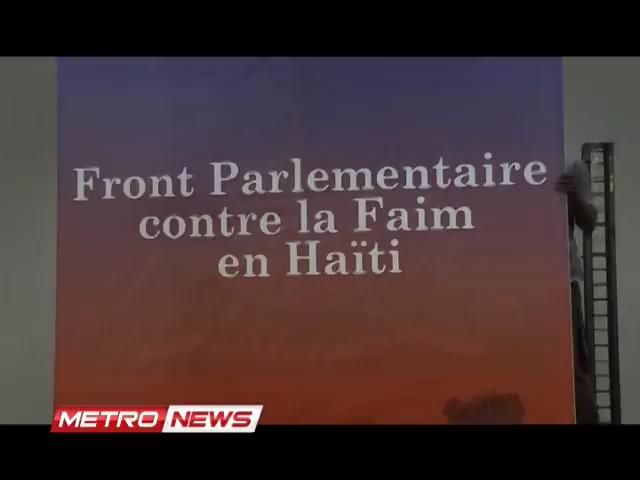 Front Parlementaire
contre la Faim
en Haïti
METRO NEWS